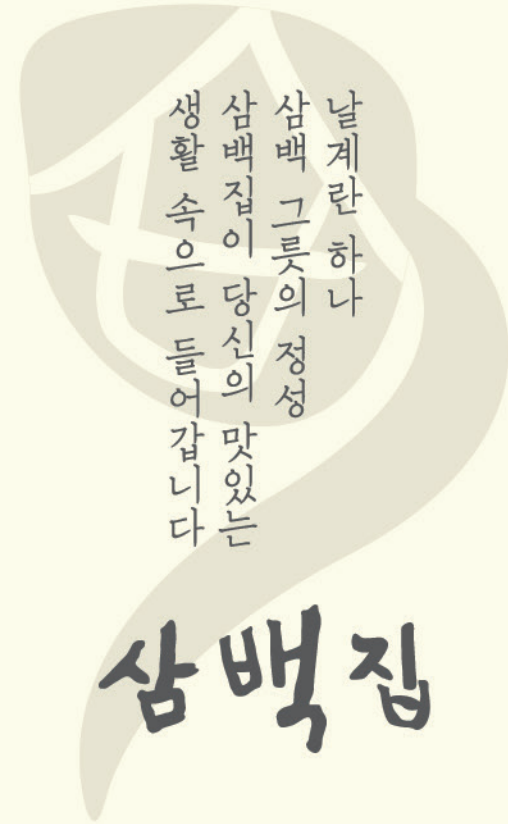 날계란 하나
삼백 그릇의 정성
삼백집이 당신의 맛있는
생활 속으로 들어갑니다
삼백집